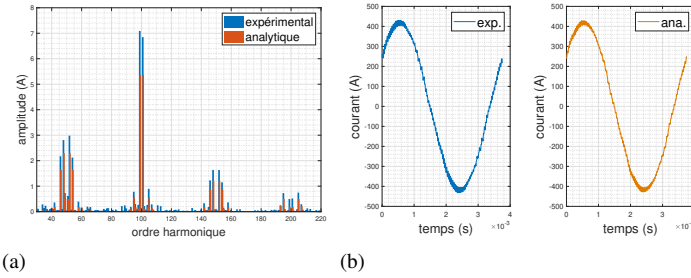 expérimental
analytique
amplitude (A)
8
7
6
5
4
3
2
1
0
40 60 80 100 120 140 160 180 200 220
ordre harmonique
(a)
exp.
courant (A)
500
400
300
200
100
0
-100
-200
-300
-400
-500
0 1 2 3 4
×10⁻³
temps (s)
(b)
ana.
courant (A)
500
400
300
200
100
0
-100
-200
-300
-400
-500
0 1 2 3
temps (s)